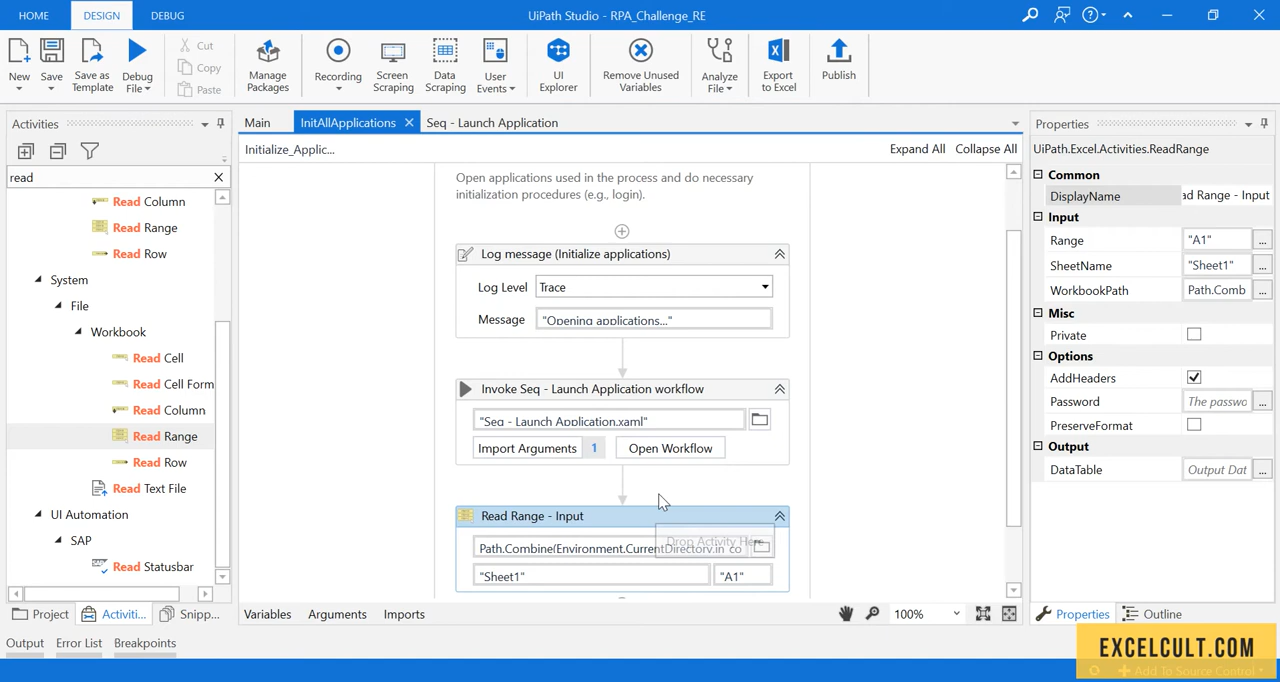 HOME
DESIGN
DEBUG
UiPath Studio - RPA_Challenge_RE
New
Save
Save as
Template
Debug
File
Cut
Copy
Paste
Manage
Packages
Recording
Screen
Scraping
Data
Scraping
User
Events
UI
Explorer
Remove Unused
Variables
Analyze
File
Export
to Excel
Publish
Activities
read
Read Column
Read Range
Read Row
System
File
Workbook
Read Cell
Read Cell Form
Read Column
Read Range
Read Row
Read Text File
UI Automation
SAP
Read Statusbar
Project
Activiti...
Snipp...
Output
Error List
Breakpoints
Main
InitAllApplications
Seq - Launch Application
Initialize_Applic...
Expand All
Collapse All
Open applications used in the process and do necessary
initialization procedures (e.g., login).
Log message (Initialize applications)
Log Level
Trace
Message
"Opening applications..."
Invoke Seq - Launch Application workflow
"Seq - Launch Application.xaml"
Import Arguments
1
Open Workflow
Read Range - Input
Drop Activity Here
Path.Combine(Environment.CurrentDirectory,in_co
"Sheet1"
"A1"
Variables
Arguments
Imports
100%
Properties
UiPath.Excel.Activities.ReadRange
Common
DisplayName
ad Range - Input
Input
Range
"A1"
...
SheetName
"Sheet1"
...
WorkbookPath
Path.Comb
...
Misc
Private
Options
AddHeaders
Password
The passwo
...
PreserveFormat
Output
DataTable
Output Dat
...
Properties
Outline
EXCELCULT.COM
Add To Source Control